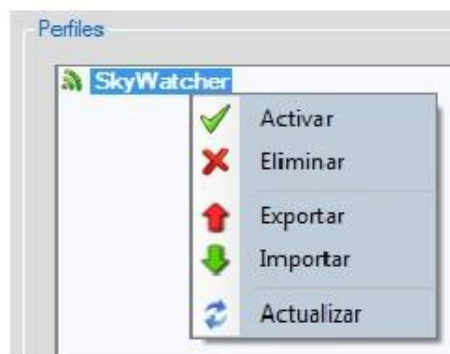 Perfiles
SkyWatcher
Activar
Eliminar
Exportar
Importar
Actualizar